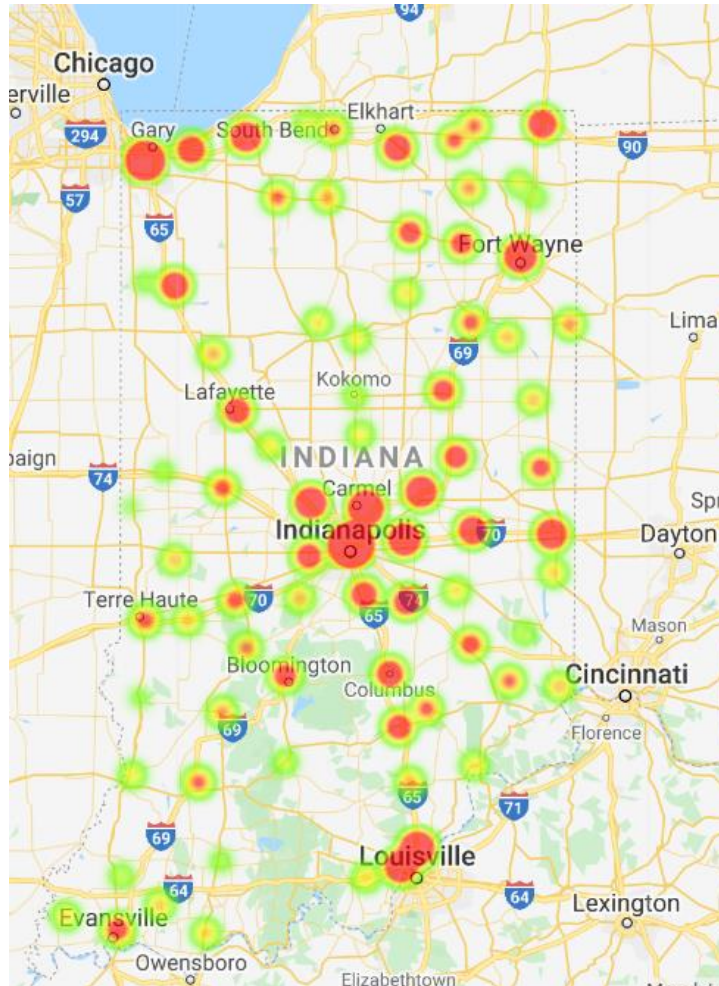 94
Chicago
erville
Elkhart
294
Gary
South Bend
90
57
65
Fort Wayne
Lima
69
Kokomo
Lafayette
INDIANA
paign
74
Carmel
Spr
Indianapolis
70
Dayton
70
74
Terre Haute
65
Mason
Bloomington
Cincinnati
Columbus
69
Florence
65
71
69
Louisville
64
64
Lexington
Evansville
Owensboro
Elizabethtown